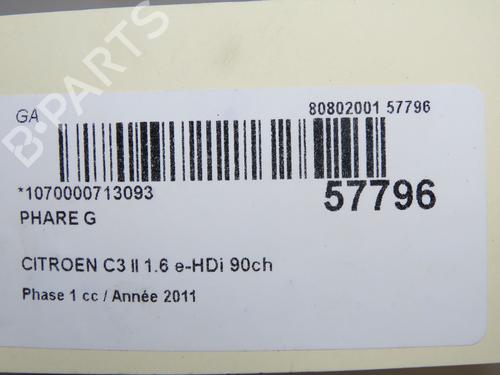 GA
80802001 57796
*1070000713093
57796
PHARE G
CITROEN C3 II 1.6 e-HDi 90ch
Phase 1 cc / Année 2011
B-PARTS